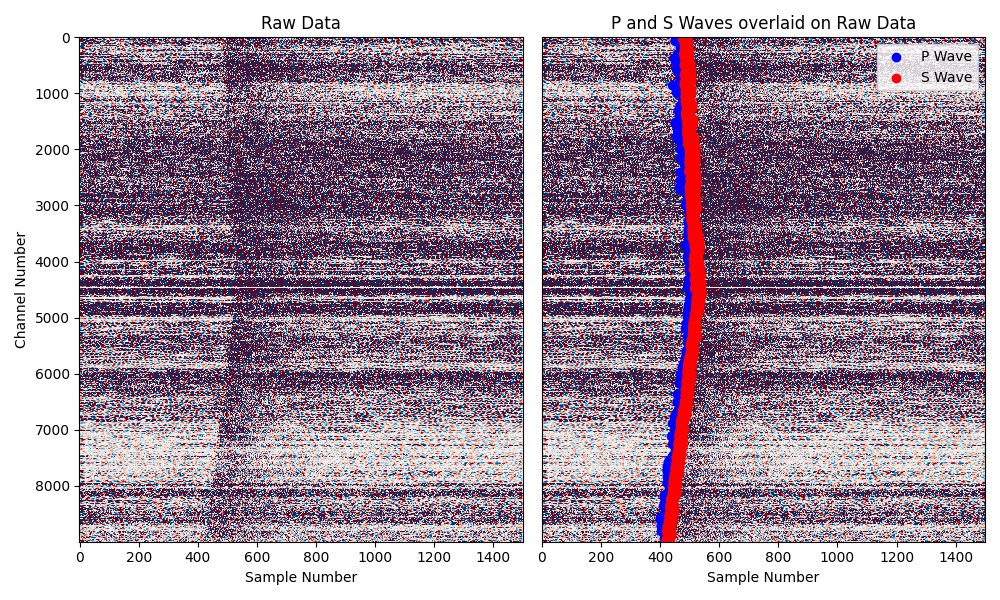 Raw Data
P and S Waves overlaid on Raw Data
P Wave
S Wave
Channel Number
0
1000
2000
3000
4000
5000
6000
7000
8000
0 200 400 600 800 1000 1200 1400
0 200 400 600 800 1000 1200 1400
Sample Number
Sample Number